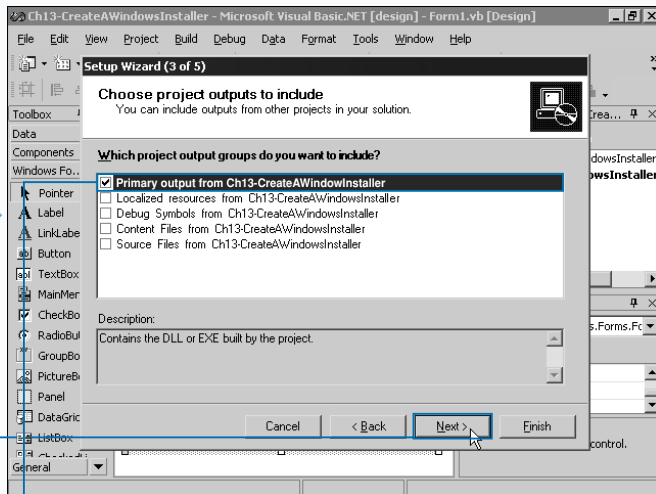 Ch13-CreateAWindowsInstaller - Microsoft Visual Basic.NET [design] - Form1.vb [Design]
File Edit View Project Build Debug Data Format Tools Window Help
Setup Wizard (3 of 5)
Choose project outputs to include
You can include outputs from other projects in your solution.
Which project output groups do you want to include?
Primary output from Ch13-CreateAWindowInstaller
Localized resources from Ch13-CreateAWindowsInstaller
Debug Symbols from Ch13-CreateAWindowInstaller
Content Files from Ch13-CreateAWindowsInstaller
Source Files from Ch13-CreateAWindowInstaller
Description:
Contains the DLL or EXE built by the project.
Cancel
< Back
Next >
Finish
Toolbox
Data
Components
Windows Fo...
Pointer
Label
LinkLabe
Button
TextBox
MainMer
CheckBo
RadioBut
GroupBo
PictureB
Panel
DataGric
ListBox
General
Crea...
dowsInstaller
owsInstaller
s.Forms.Fc
control.